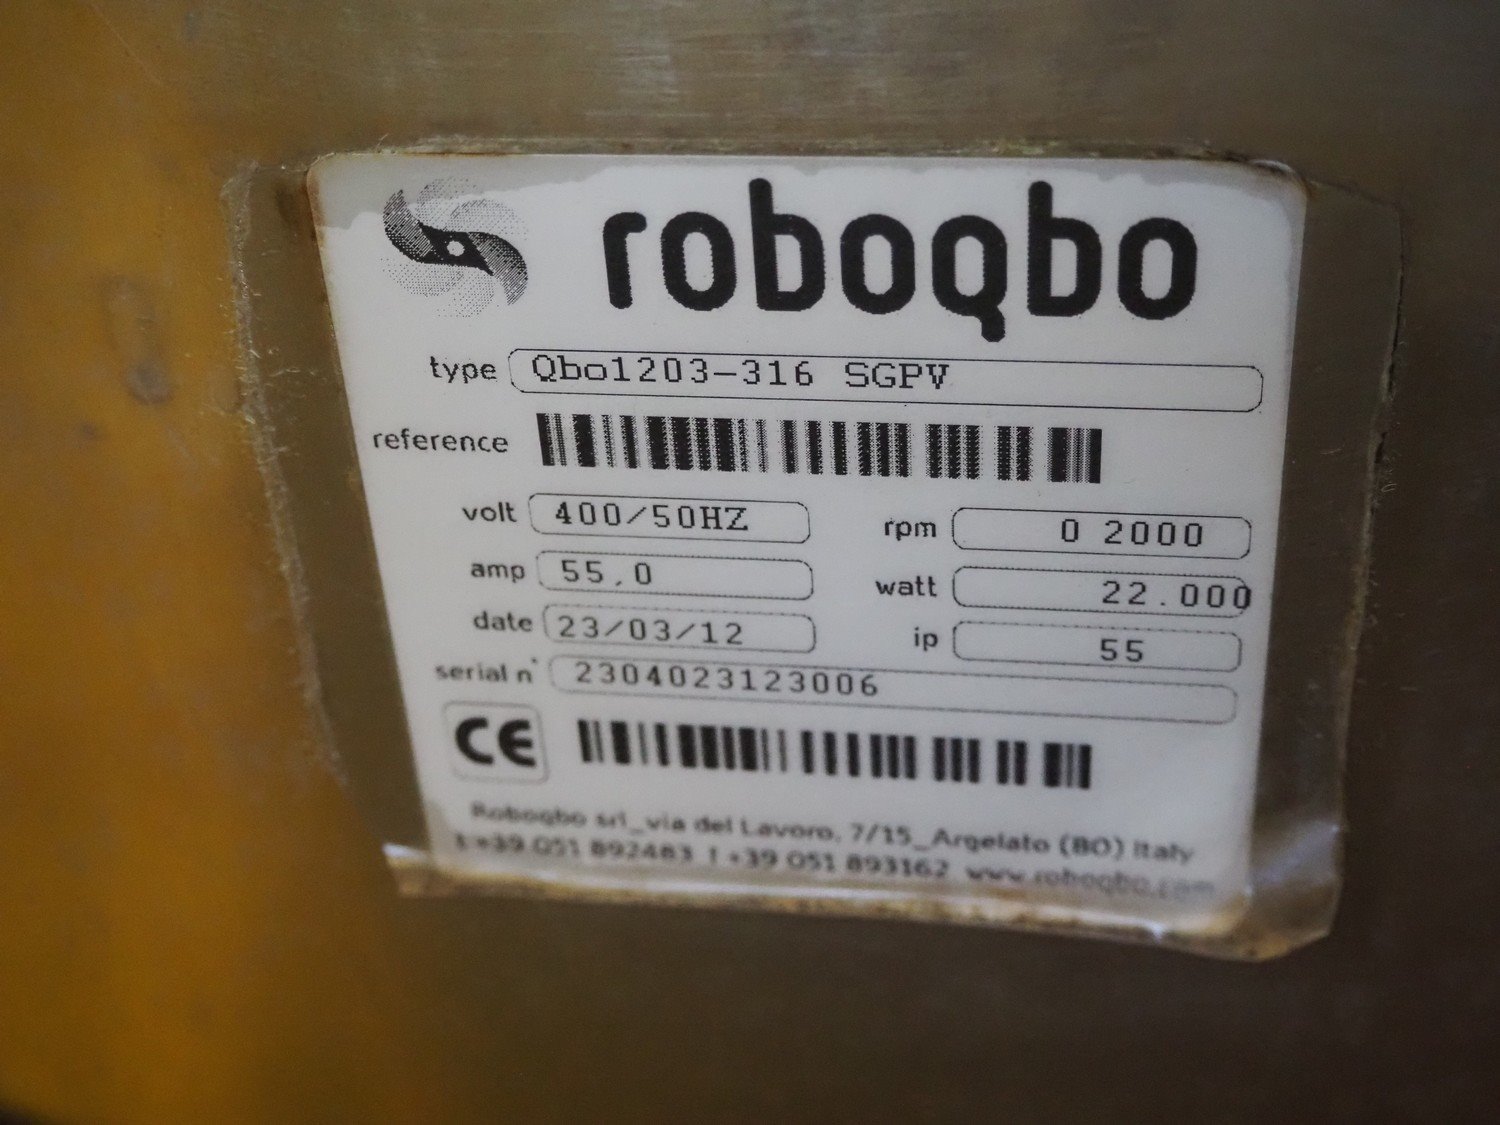 roboqbo
type Qbo1203-316 SGPV
reference
volt 400/50HZ rpm 0 2000
amp 55,0 watt 22.000
date 23/03/12 ip 55
serial n° 2304023123006
CE
Roboqbo srl_via del Lavoro, 7/15_Argelato (BO) Italy
t +39 051 892483 f +39 051 893162 www.roboqbo.com